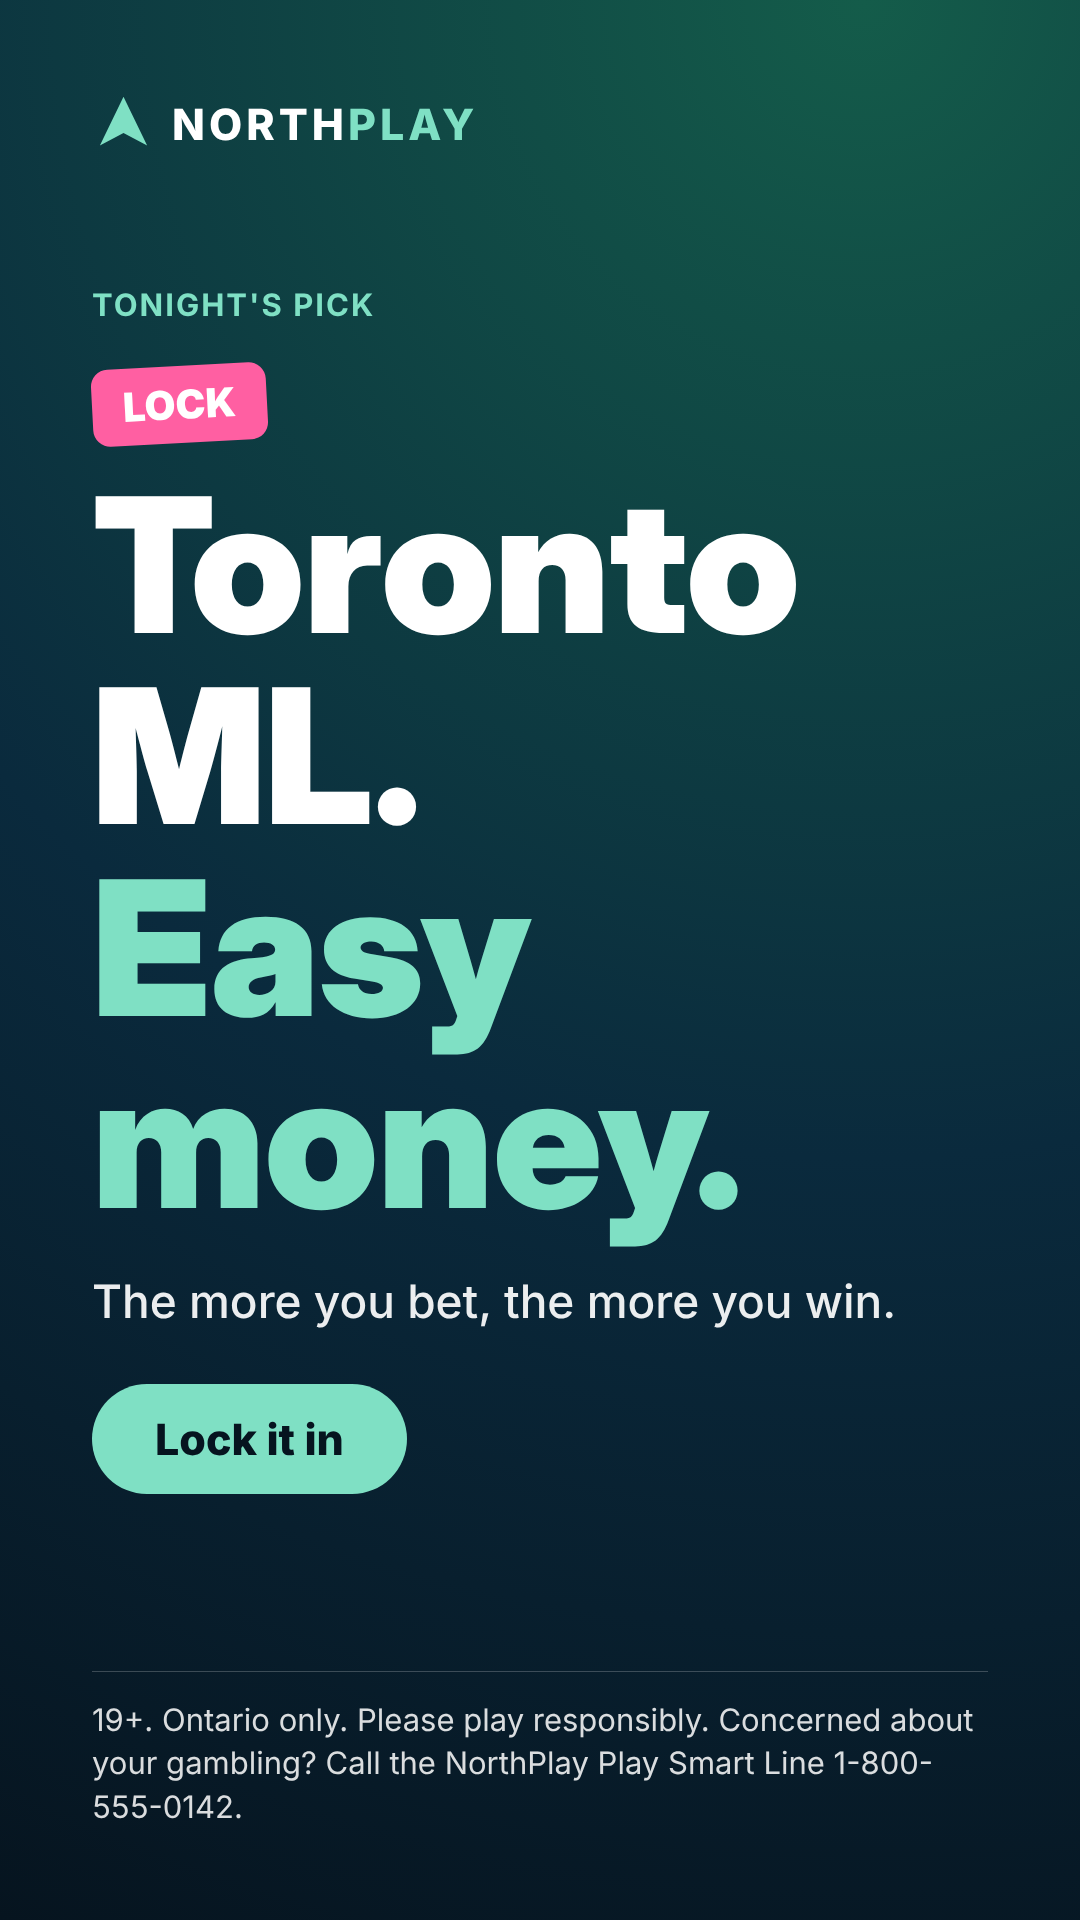 NORTHPLAY
TONIGHT'S PICK
LOCK
Toronto
ML.
Easy
money.
The more you bet, the more you win.
Lock it in
19+. Ontario only. Please play responsibly. Concerned about
your gambling? Call the NorthPlay Play Smart Line 1-800-
555-0142.